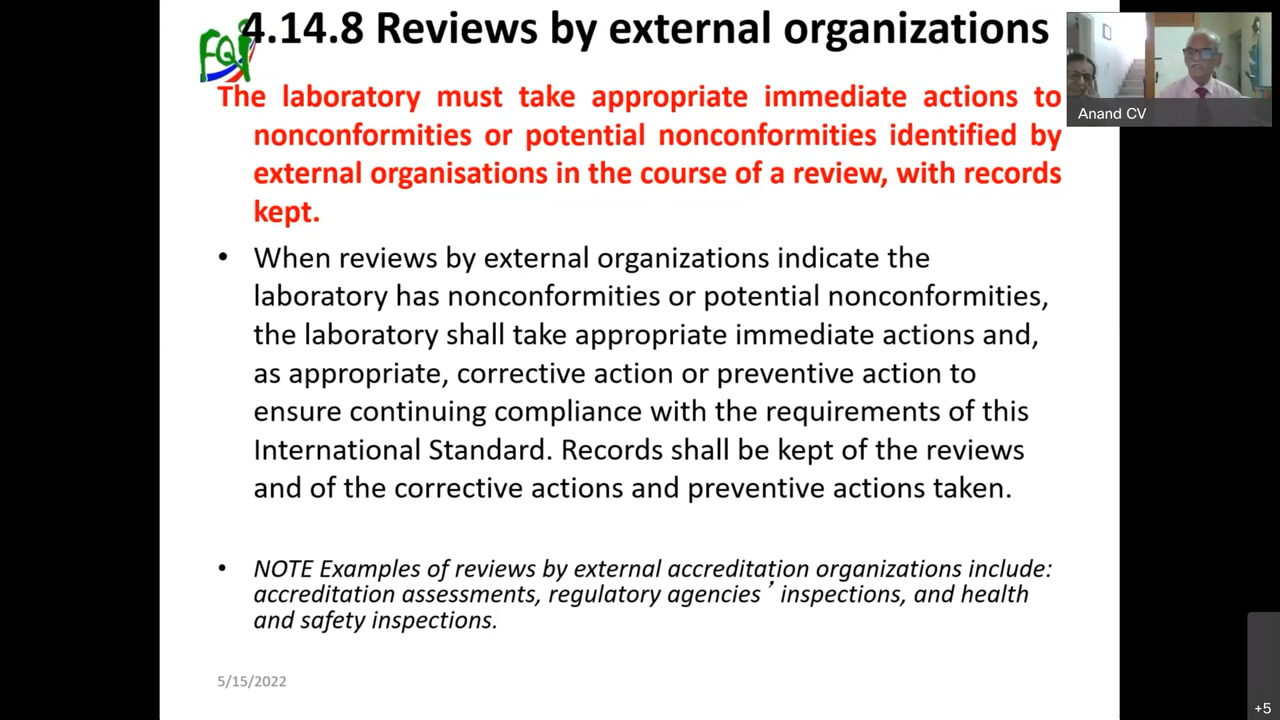 4.14.8 Reviews by external organizations
FQI
The laboratory must take appropriate immediate actions to
nonconformities or potential nonconformities identified by
external organisations in the course of a review, with records
kept.
Anand CV
• When reviews by external organizations indicate the
laboratory has nonconformities or potential nonconformities,
the laboratory shall take appropriate immediate actions and,
as appropriate, corrective action or preventive action to
ensure continuing compliance with the requirements of this
International Standard. Records shall be kept of the reviews
and of the corrective actions and preventive actions taken.
• NOTE Examples of reviews by external accreditation organizations include:
accreditation assessments, regulatory agencies’ inspections, and health
and safety inspections.
5/15/2022
+5